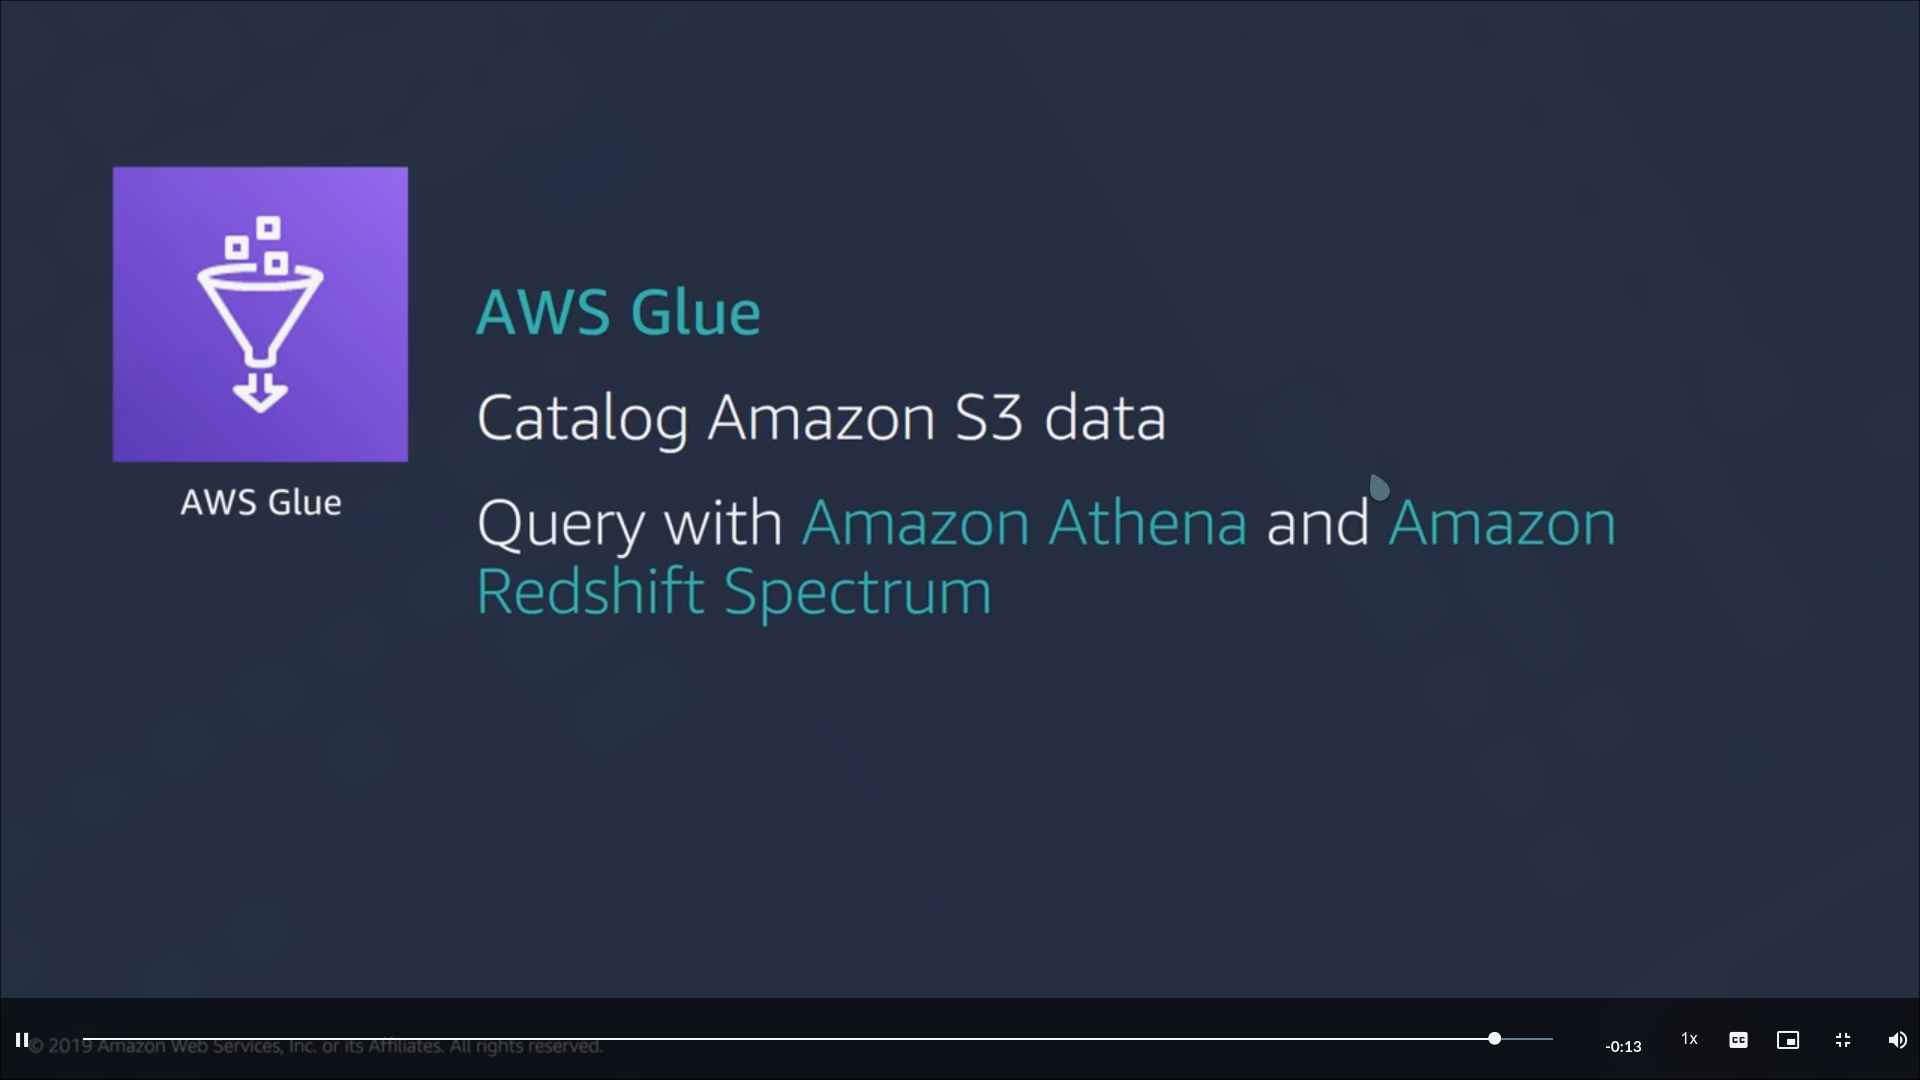 AWS Glue
AWS Glue
Catalog Amazon S3 data
Query with Amazon Athena and Amazon
Redshift Spectrum
© 2019 Amazon Web Services, Inc. or its Affiliates. All rights reserved.
-0:13
1x
CC